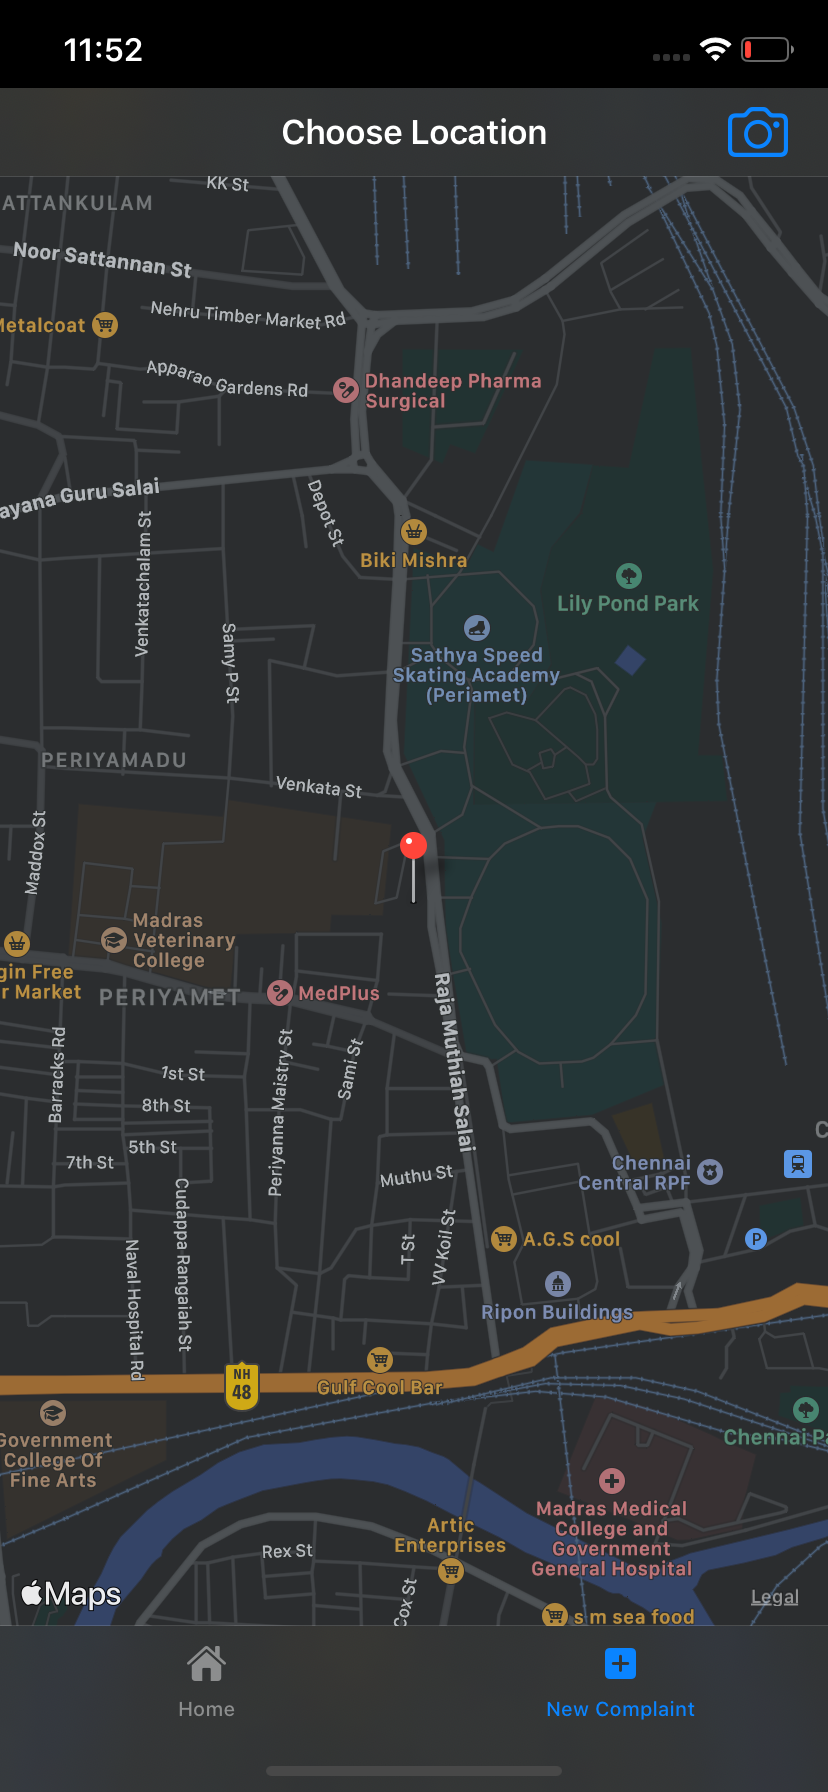 11:52
Choose Location
KK St
ATTANKULAM
Noor Sattannan St
Nehru Timber Market Rd
Metalcoat
Apparao Gardens Rd
Dhandeep Pharma
Surgical
ayana Guru Salai
Depot St
Venkatachalam St
Biki Mishra
Lily Pond Park
Samy P St
Sathya Speed
Skating Academy
(Periamet)
PERIYAMADU
Venkata St
Maddox St
Madras
Veterinary
College
gin Free
r Market
PERIYAMET
MedPlus
Raja Muthiah Salai
Barracks Rd
Periyanna Maistry St
Sami St
1st St
8th St
5th St
7th St
Muthu St
Chennai
Central RPF
C
Cudappa Rangaiah St
Naval Hospital Rd
T St
VV Koil St
A.G.S cool
P
Ripon Buildings
NH
48
Gulf Cool Bar
Government
College Of
Fine Arts
Chennai Pa
Madras Medical
College and
Government
General Hospital
Artic
Enterprises
Rex St
Cox St
s m sea food
Maps
Legal
Home
New Complaint